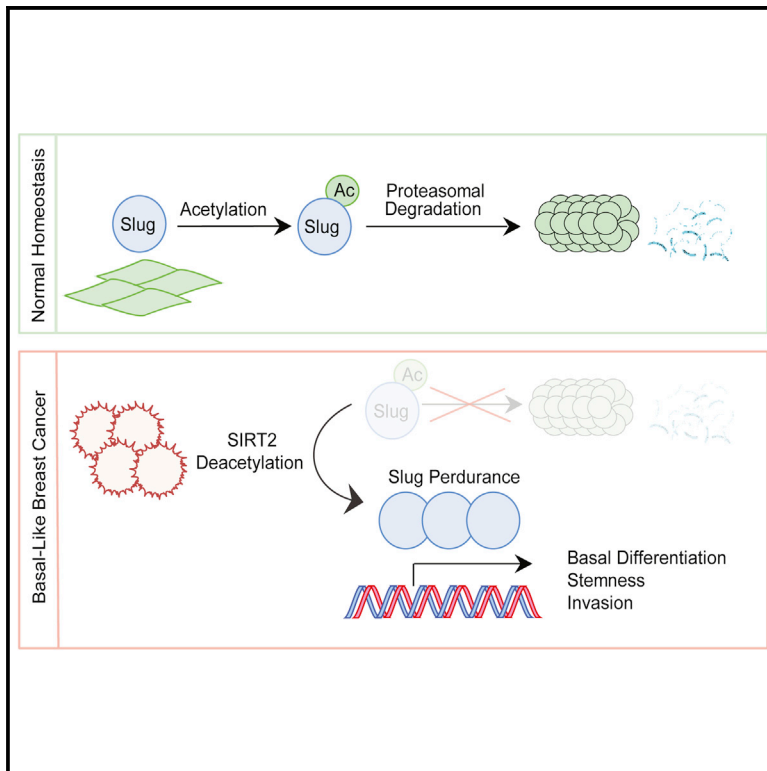 Normal Homeostasis
Slug
Acetylation
Ac
Slug
Proteasomal
Degradation
Basal-Like Breast Cancer
SIRT2
Deacetylation
Ac
Slug
Slug Perdurance
Basal Differentiation
Stemness
Invasion